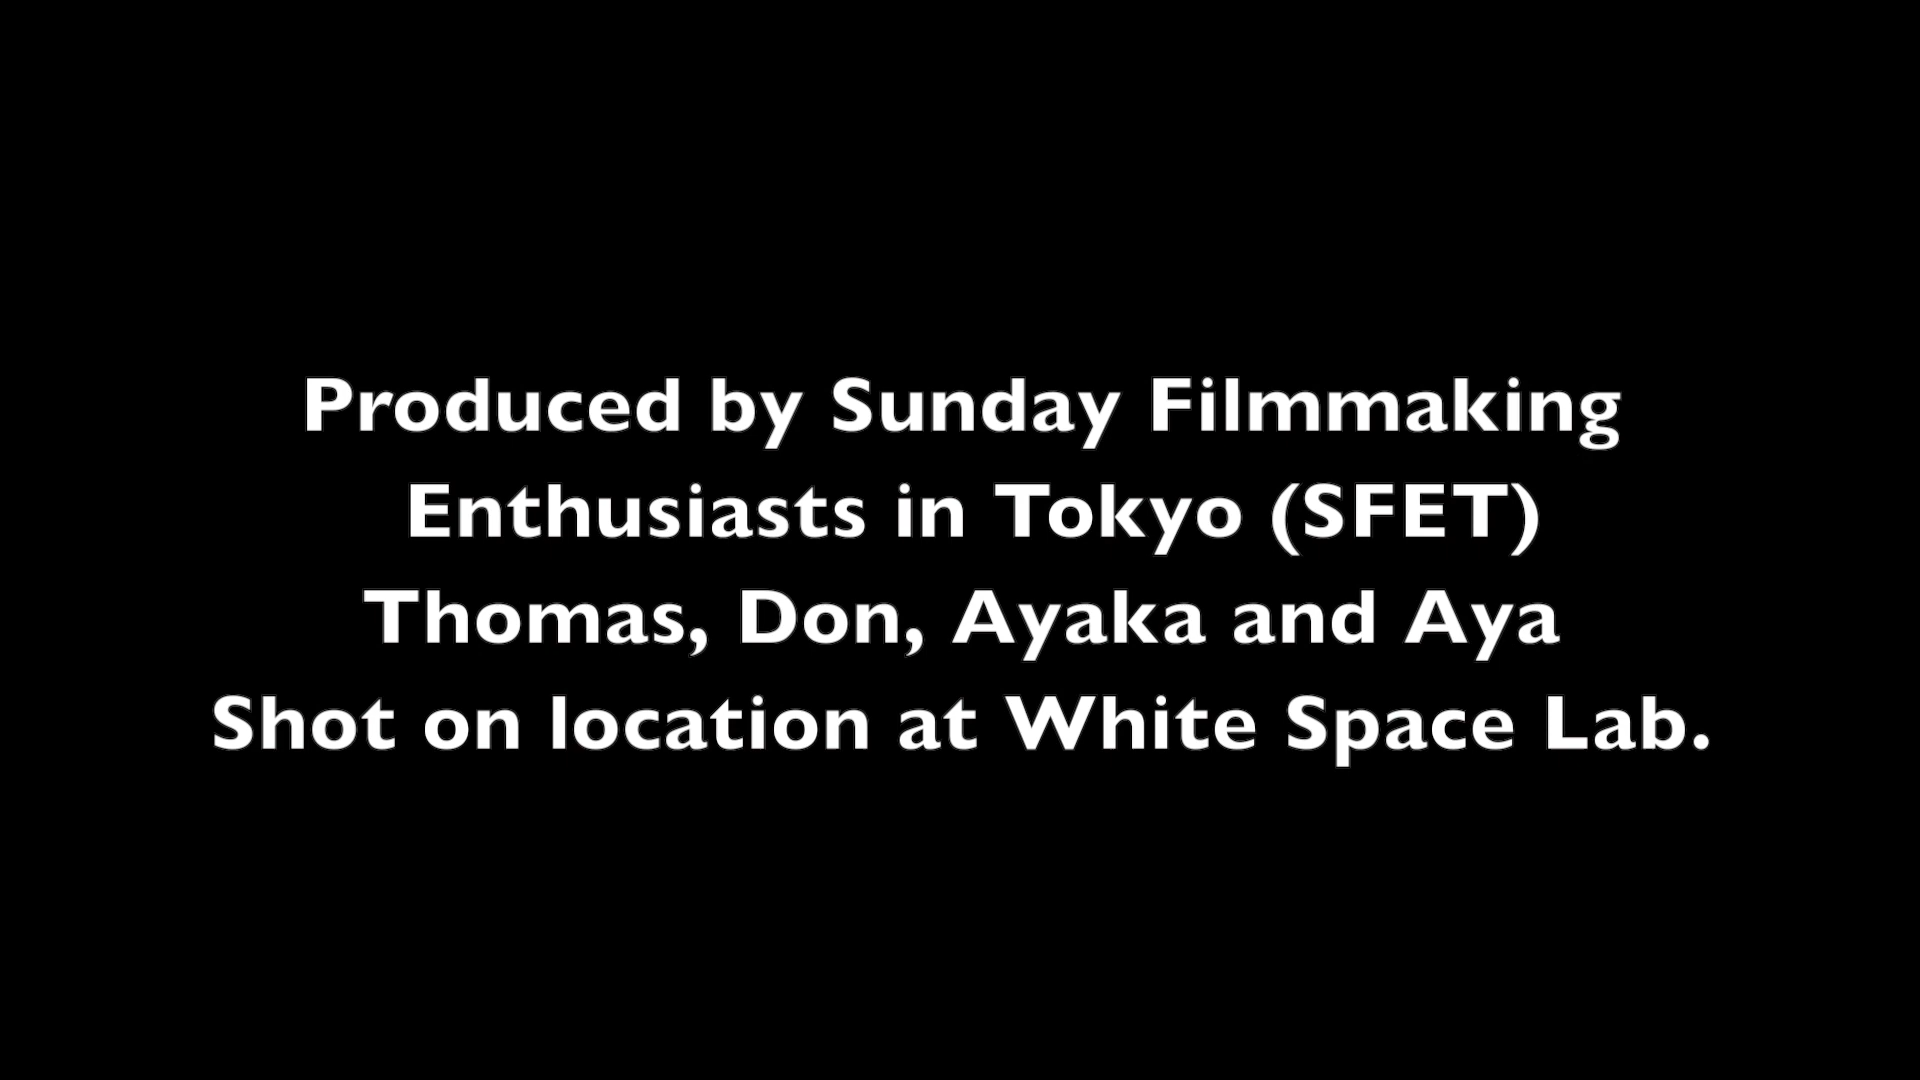 Produced by Sunday Filmmaking
Enthusiasts in Tokyo (SFET)
Thomas, Don, Ayaka and Aya
Shot on location at White Space Lab.